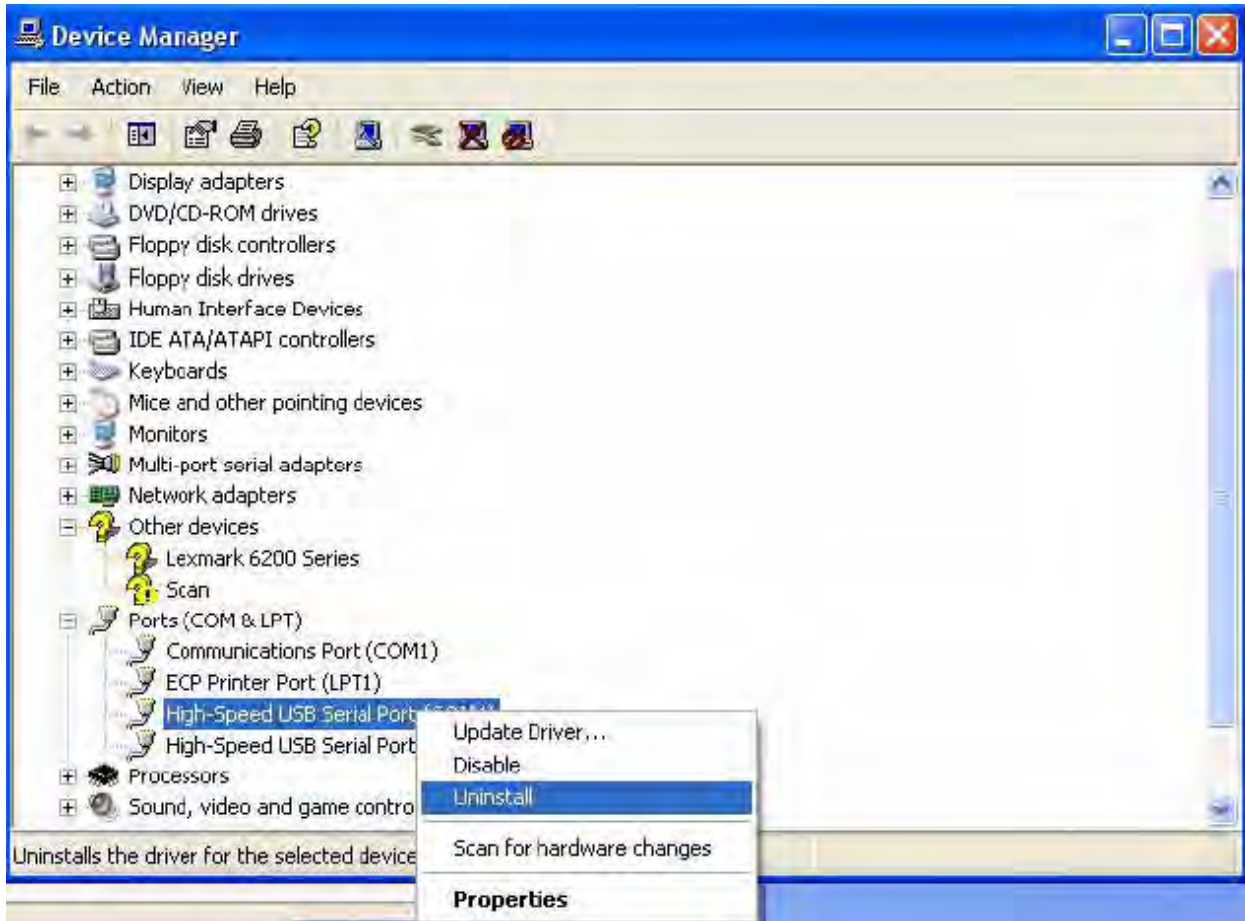 Device Manager
File Action View Help
Display adapters
DVD/CD-ROM drives
Floppy disk controllers
Floppy disk drives
Human Interface Devices
IDE ATA/ATAPI controllers
Keyboards
Mice and other pointing devices
Monitors
Multi-port serial adapters
Network adapters
Other devices
Lexmark 6200 Series
Scan
Ports (COM & LPT)
Communications Port (COM1)
ECP Printer Port (LPT1)
High-Speed USB Serial Port
High-Speed USB Serial Port
Processors
Sound, video and game contro
Update Driver...
Disable
Uninstall
Scan for hardware changes
Properties
Uninstalls the driver for the selected device